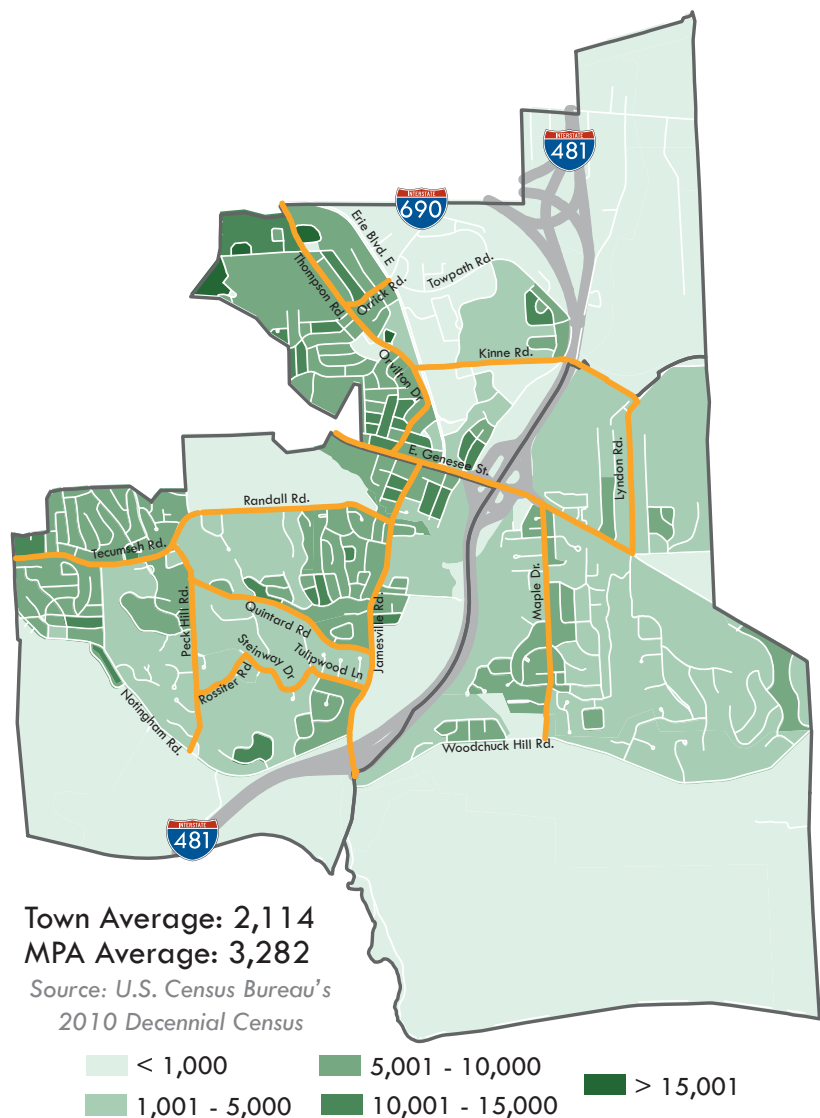 INTERSTATE
481
INTERSTATE
690
Erie Blvd. E
Thompson Rd
Orrick Rd.
Towpath Rd.
Orvilton Dr
Kinne Rd.
E. Genesee St.
Lyndon Rd.
Randall Rd.
Tecumseh Rd.
Peck Hill Rd.
Quintard Rd
Jamesville Rd.
Maple Dr.
Steinway Dr
Tulipwood Ln
Rossiter Rd
Notingham Rd.
Woodchuck Hill Rd.
INTERSTATE
481
Town Average: 2,114
MPA Average: 3,282
Source: U.S. Census Bureau's
2010 Decennial Census
< 1,000
5,001 - 10,000
> 15,001
1,001 - 5,000
10,001 - 15,000